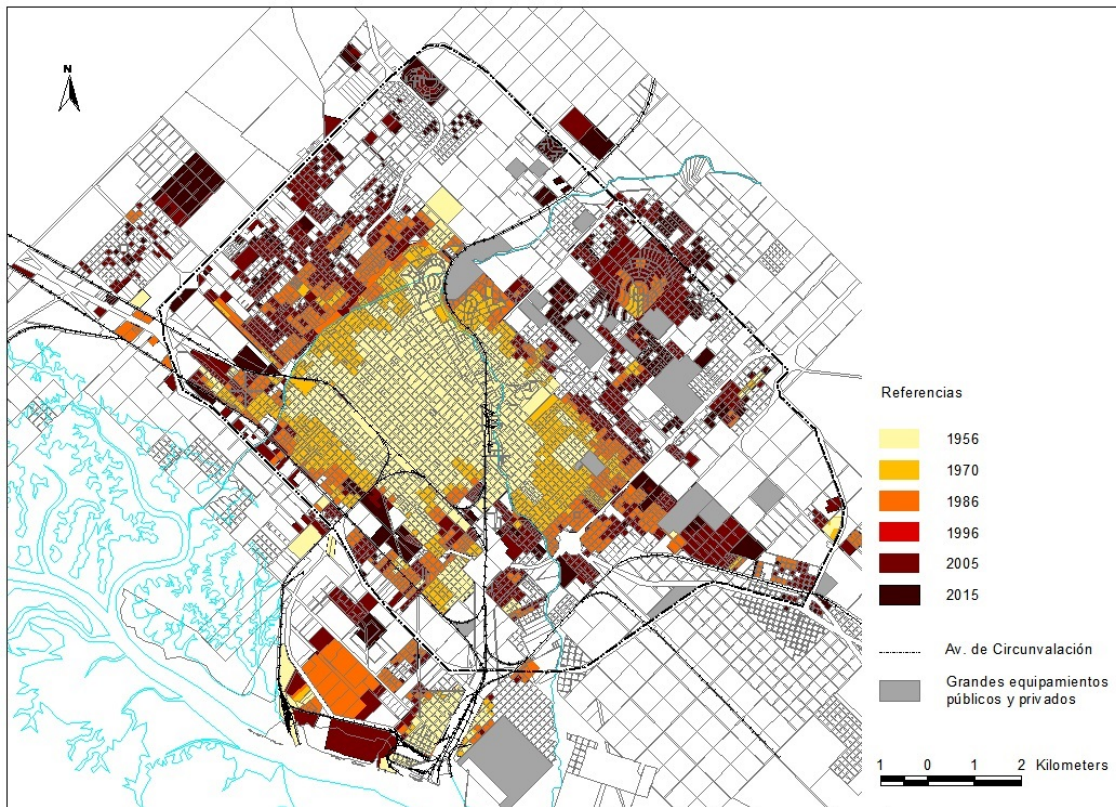 N
Referencias
1956
1970
1986
1996
2005
2015
Av. de Circunvalación
Grandes equipamientos
públicos y privados
1 0 1 2 Kilometers